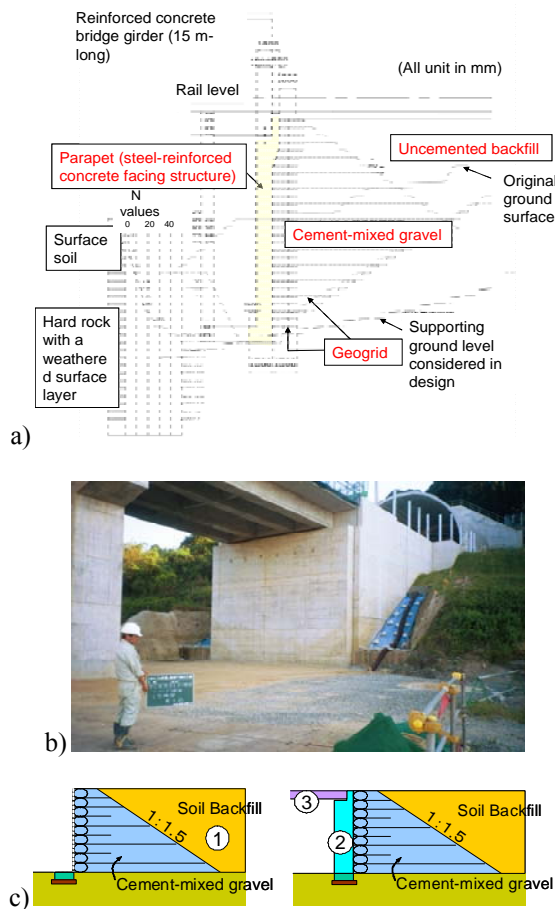 Reinforced concrete
bridge girder (15 m-
long)
(All unit in mm)
Rail level
Uncemented backfill
Parapet (steel-reinforced
concrete facing structure)
Original
ground
surface
N
values
0 20 40
Cement-mixed gravel
Surface
soil
Hard rock
with a
weathere
d surface
layer
Supporting
ground level
considered in
design
Geogrid
a)
b)
Soil Backfill
1:1.5
1
Cement-mixed gravel
3
Soil Backfill
1:1.5
2
Cement-mixed gravel
c)